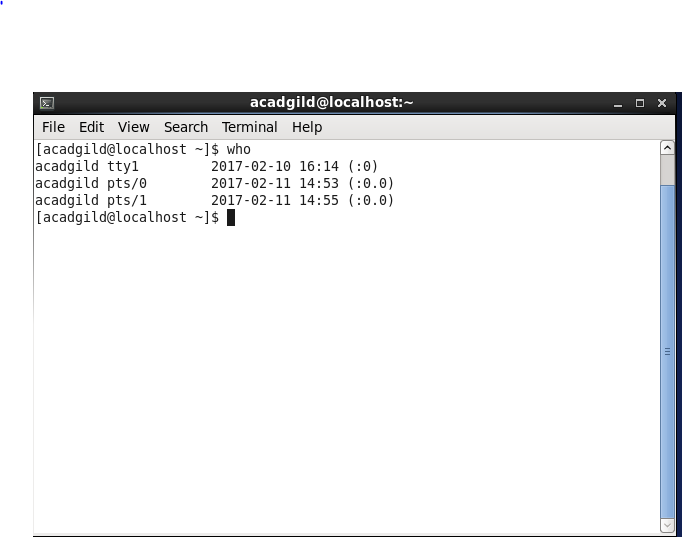 acadgild@localhost:~
File Edit View Search Terminal Help
[acadgild@localhost ~]$ who
acadgild tty1         2017-02-10 16:14 (:0)
acadgild pts/0        2017-02-11 14:53 (:0.0)
acadgild pts/1        2017-02-11 14:55 (:0.0)
[acadgild@localhost ~]$